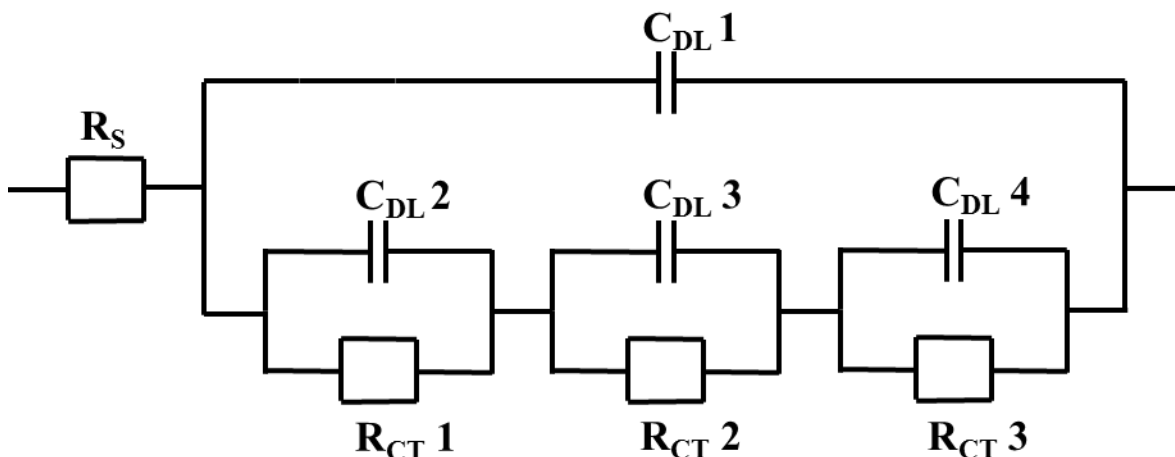 C_DL 1
R_S
C_DL 2
C_DL 3
C_DL 4
R_CT 1
R_CT 2
R_CT 3